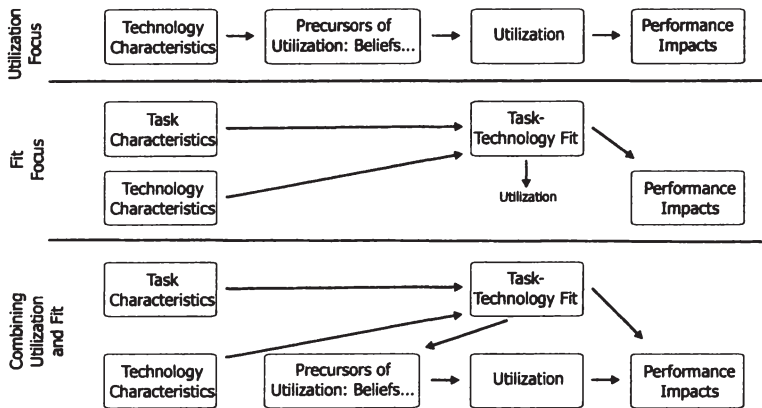 Utilization
Focus
Technology
Characteristics
Precursors of
Utilization: Beliefs...
Utilization
Performance
Impacts
Fit
Focus
Task
Characteristics
Technology
Characteristics
Task-
Technology Fit
Utilization
Performance
Impacts
Combining
Utilization
and Fit
Task
Characteristics
Technology
Characteristics
Task-
Technology Fit
Precursors of
Utilization: Beliefs...
Utilization
Performance
Impacts